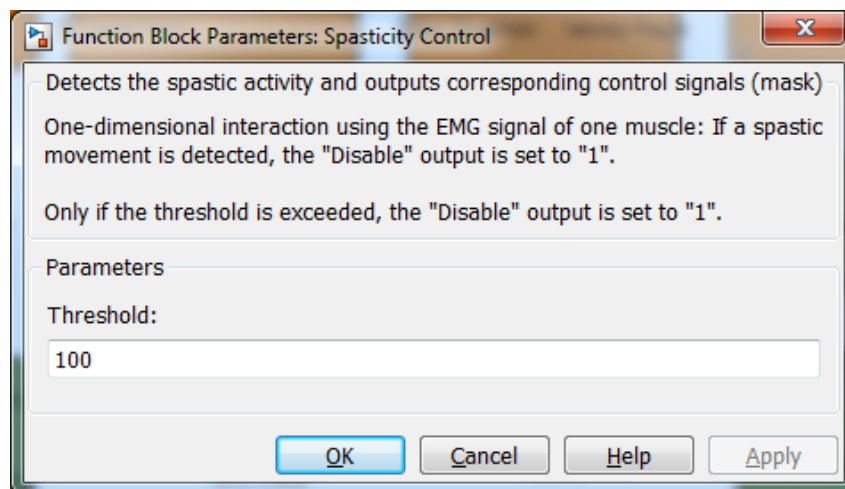 Function Block Parameters: Spasticity Control
Detects the spastic activity and outputs corresponding control signals (mask)
One-dimensional interaction using the EMG signal of one muscle: If a spastic
movement is detected, the "Disable" output is set to "1".
Only if the threshold is exceeded, the "Disable" output is set to "1".
Parameters
Threshold:
100
OK Cancel Help Apply